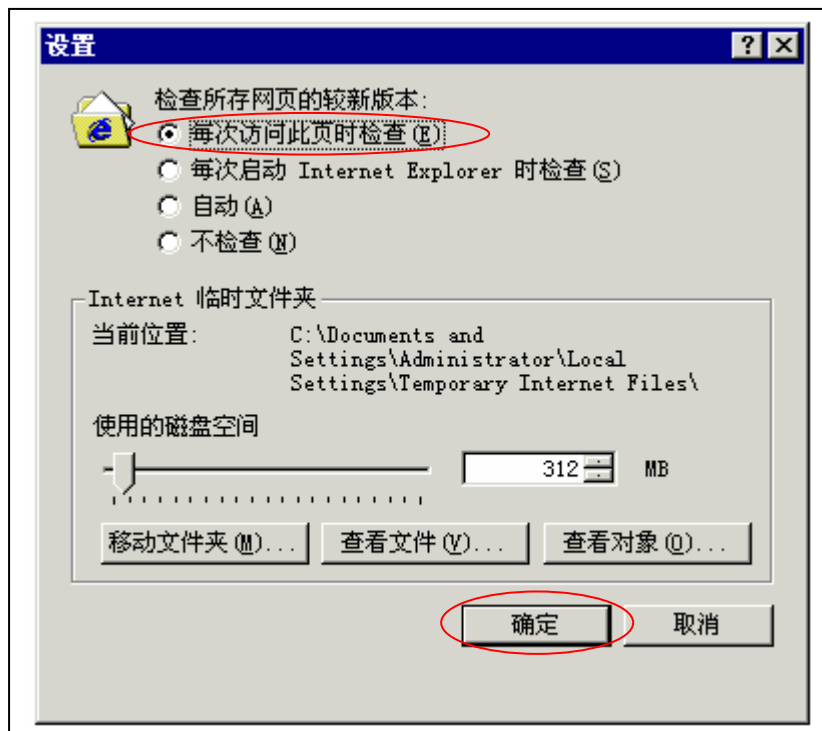 设置
检查所存网页的较新版本:
每次访问此页时检查(E)
每次启动 Internet Explorer 时检查(S)
自动(A)
不检查(N)
Internet 临时文件夹
当前位置: C:\Documents and
Settings\Administrator\Local
Settings\Temporary Internet Files\
使用的磁盘空间
312 MB
移动文件夹(M)... 查看文件(V)... 查看对象(O)...
确定 取消